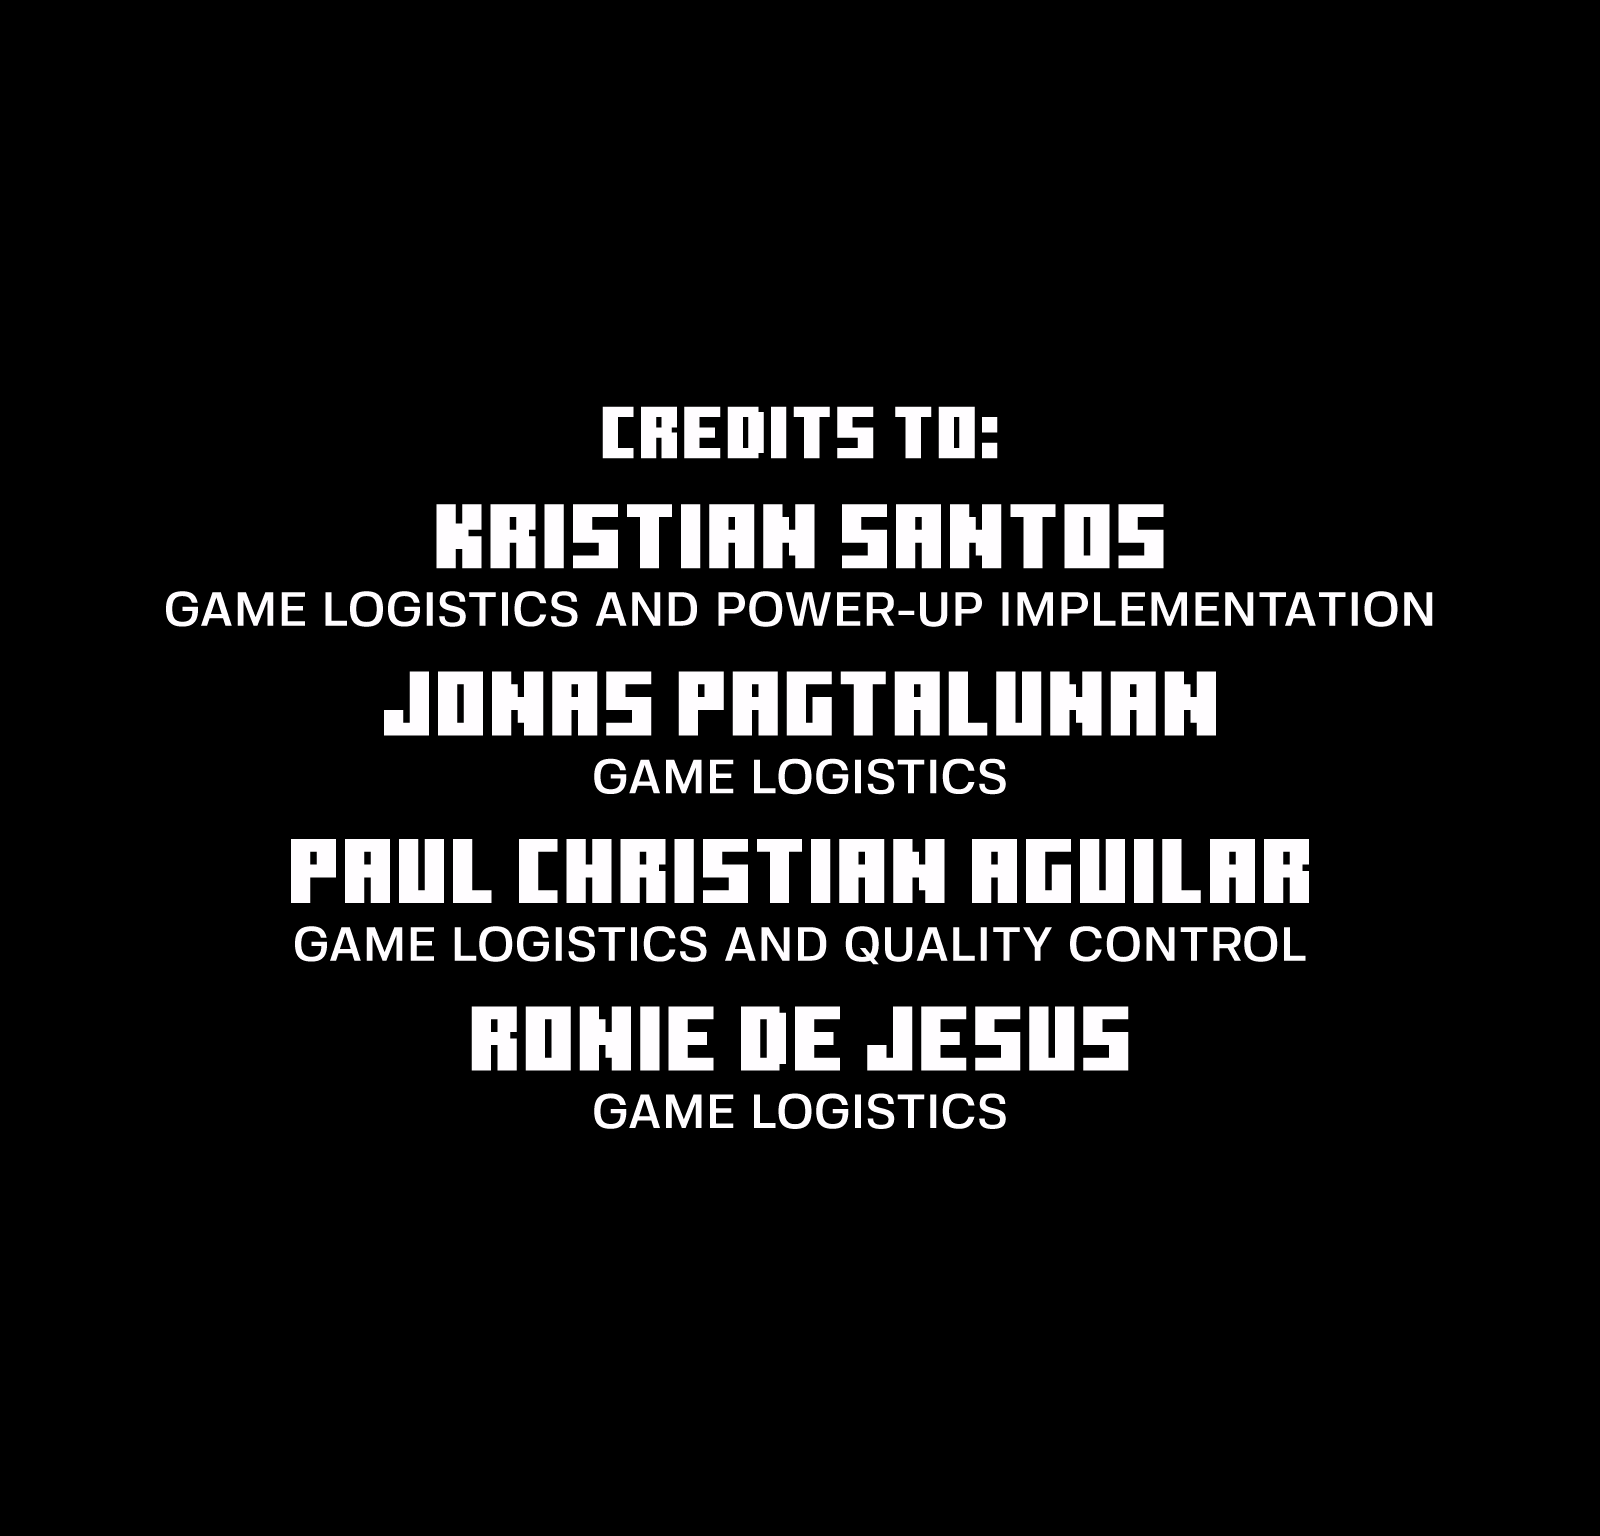 CREDITS TO:
KRISTIAN SANTOS
GAME LOGISTICS AND POWER-UP IMPLEMENTATION
JONAS PAGTALUNAN
GAME LOGISTICS
PAUL CHRISTIAN AGUILAR
GAME LOGISTICS AND QUALITY CONTROL
RONIE DE JESUS
GAME LOGISTICS